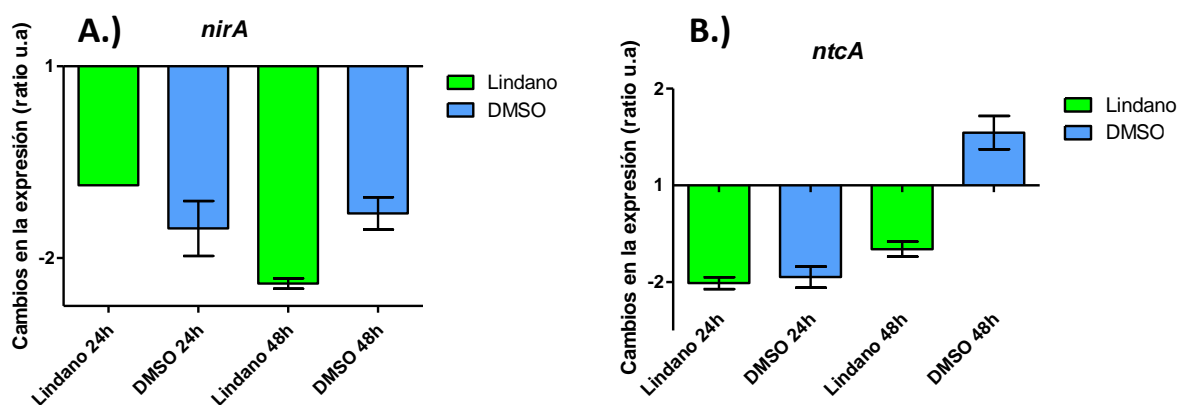 A.)
nirA
Cambios en la expresión (ratio u.a)
1
-2
Lindano
DMSO
Lindano 24h
DMSO 24h
Lindano 48h
DMSO 48h
B.)
ntcA
Cambios en la expresión (ratio u.a)
2
1
-2
Lindano
DMSO
Lindano 24h
DMSO 24h
Lindano 48h
DMSO 48h